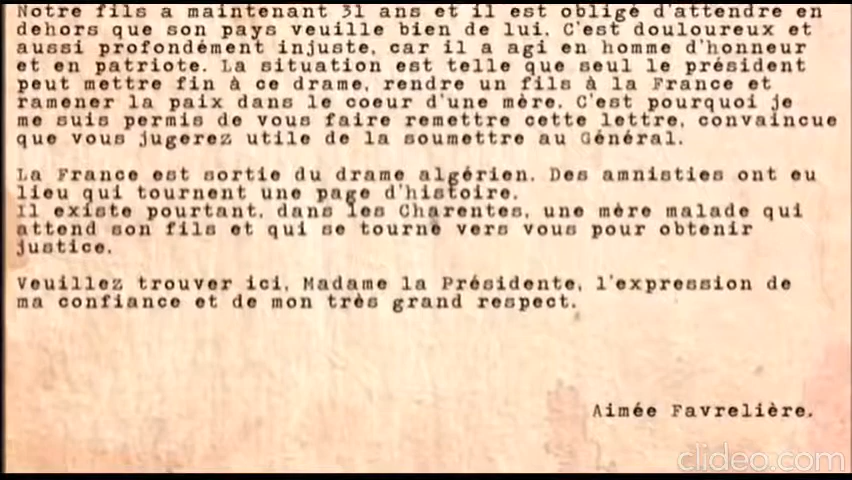 Notre fils a maintenant 31 ans et il est obligé d'attendre en
dehors que son pays veuille bien de lui. C'est douloureux et
aussi profondément injuste, car il a agi en homme d'honneur
et en patriote. La situation est telle que seul le président
peut mettre fin à ce drame, rendre un fils à la France et
ramener la paix dans le coeur d'une mère. C'est pourquoi je
me suis permis de vous faire remettre cette lettre, convaincue
que vous jugerez utile de la soumettre au Général.
La France est sortie du drame algérien. Des amnisties ont eu
lieu qui tournent une page d'histoire.
Il existe pourtant, dans les Charentes, une mère malade qui
attend son fils et qui se tourne vers vous pour obtenir
justice.
Veuillez trouver ici, Madame la Présidente, l'expression de
ma confiance et de mon très grand respect.
Aimée Favrelière.
clideo.com